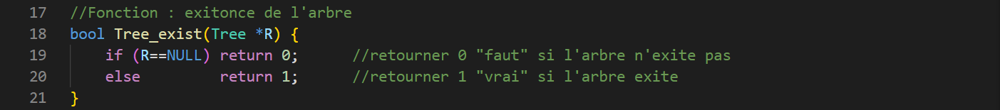 17 //Fonction : exitonce de l'arbre
18 bool Tree_exist(Tree *R) {
19 if (R==NULL) return 0; //retourner 0 "faut" si l'arbre n'exite pas
20 else return 1; //retourner 1 "vrai" si l'arbre exite
21 }